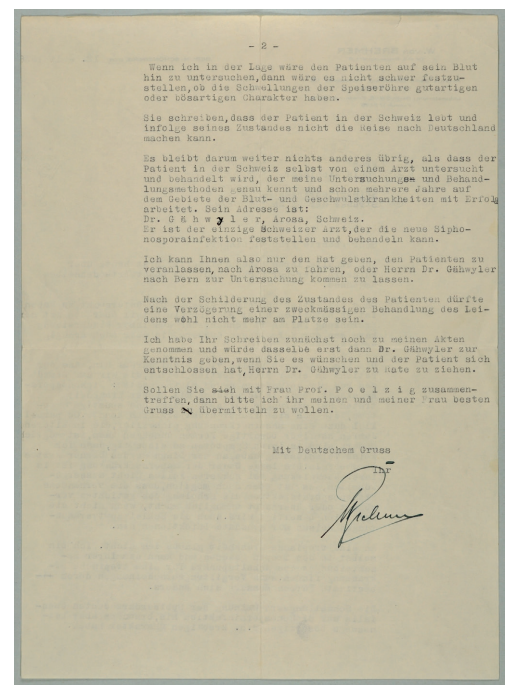 - 2 -
Wenn ich in der Lage wäre den Patienten auf sein Blut
hin zu untersuchen,dann wäre es nicht schwer festzu-
stellen,ob die Schwellungen der Speiseröhre gutartigen
oder bösartigen Charakter haben.
Sie schreiben,dass der Patient in der Schweiz lebt und
infolge seines Zustandes nicht die Reise nach Deutschland
machen kann.
Es bleibt darum weiter nichts anderes übrig, als dass der
Patient in der Schweiz selbst von einem Arzt untersucht
und behandelt wird, der meine Untersuchungs- und Behand-
lungsmethoden genau kennt und schon mehrere Jahre auf
dem Gebiete der Blut- und Geschwulstkrankheiten mit Erfolg
arbeitet. Sein Adresse ist:
Dr. G ä h w y l e r, Arosa, Schweiz.
Er ist der einzige Schweizer Arzt,der die neue Sipho-
nosporainfektion feststellen und behandeln kann.
Ich kann Ihnen also nur den Rat geben, den Patienten zu
veranlassen,nach Arosa zu fahren, oder Herrn Dr. Gähwyler
nach Bern zur Untersuchung kommen zu lassen.
Nach der Schilderung des Zustandes des Patienten dürfte
eine Verzögerung einer zweckmässigen Behandlung des Lei-
dens wohl nicht mehr am Platze sein.
Ich habe Ihr Schreiben zunächst noch zu meinen Akten
genommen und würde dasselbe erst dann Dr. Gähwyler zur
Kenntnis geben,wenn Sie es wünschen und der Patient sich
entschlossen hat,Herrn Dr. Gähwyler zu Rate zu ziehen.
Sollen Sie sich mit Frau Prof. P o e l z i g zusammen-
treffen,dann bitte ich ihr meinen und meiner Frau besten
Gruss zu übermitteln zu wollen.
Mit Deutschem Gruss
Ihr